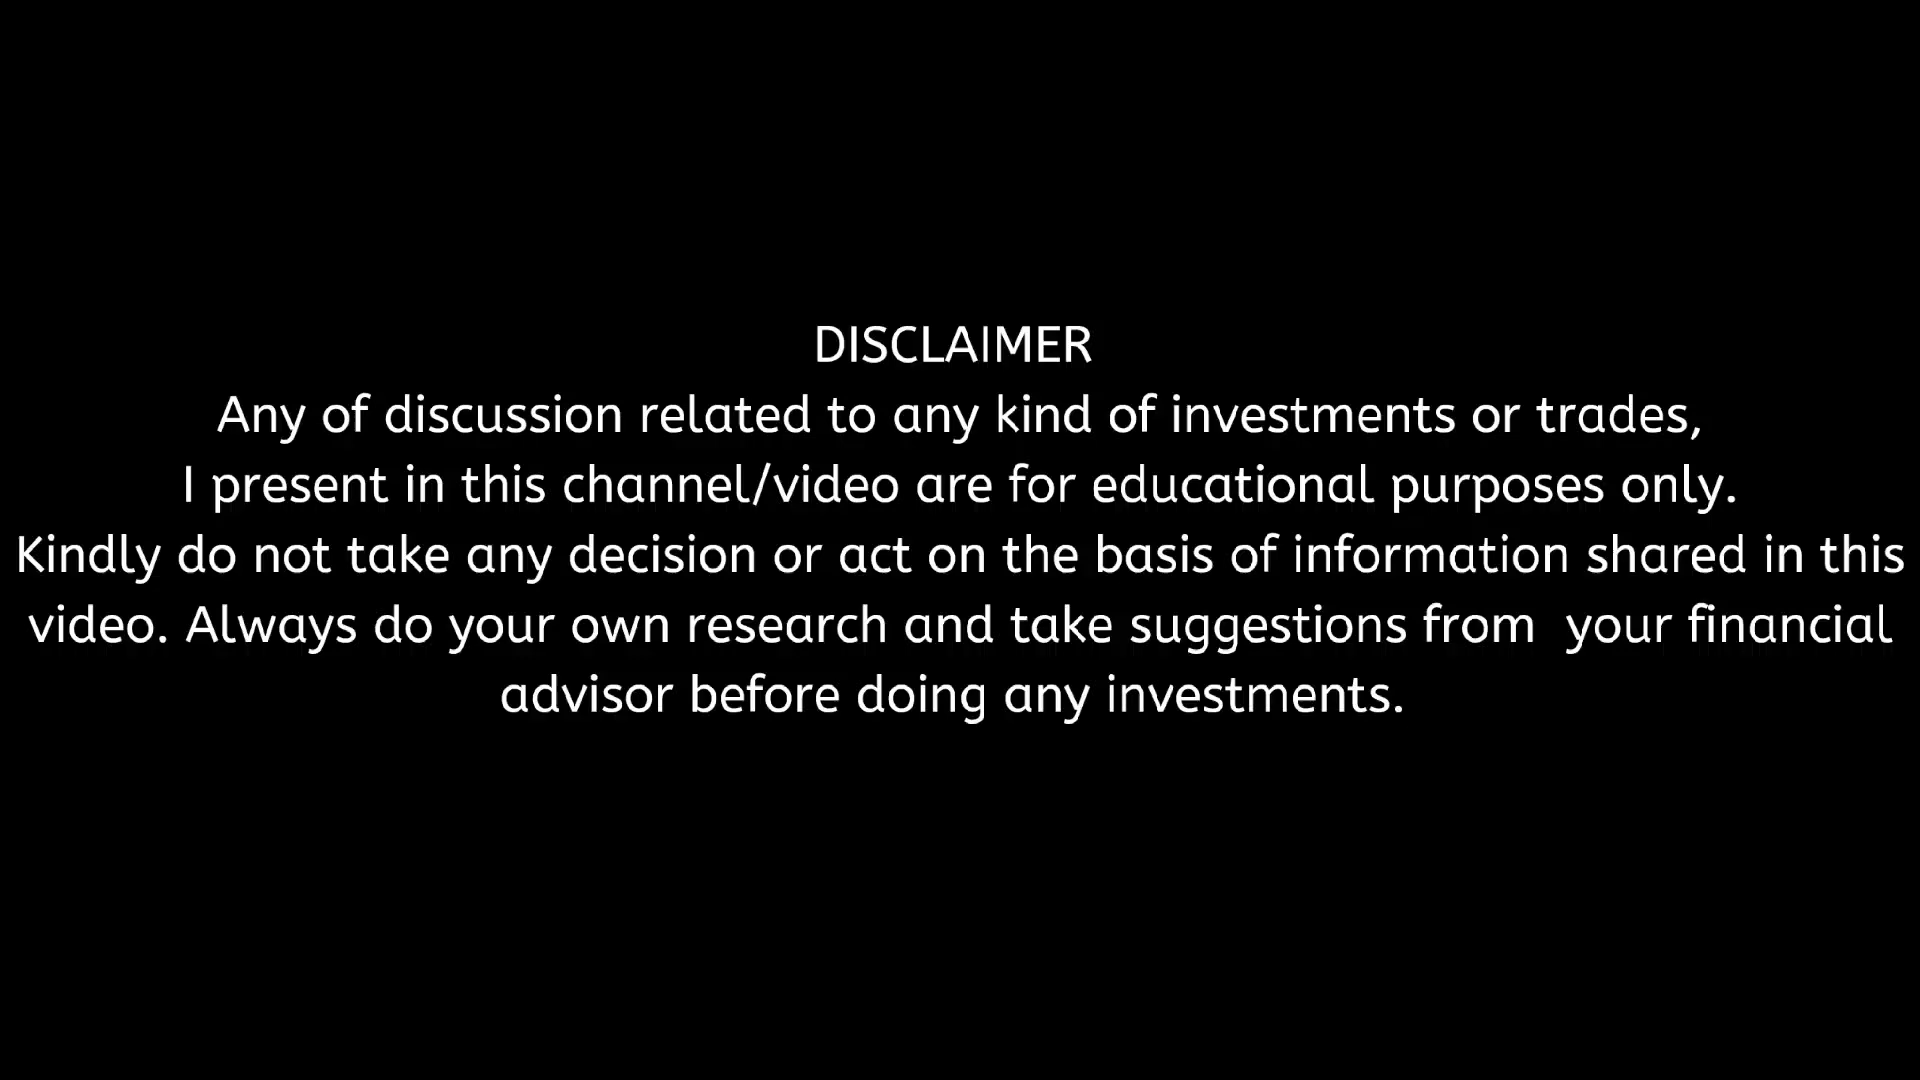 DISCLAIMER
Any of discussion related to any kind of investments or trades,
I present in this channel/video are for educational purposes only.
Kindly do not take any decision or act on the basis of information shared in this
video. Always do your own research and take suggestions from  your financial
advisor before doing any investments.